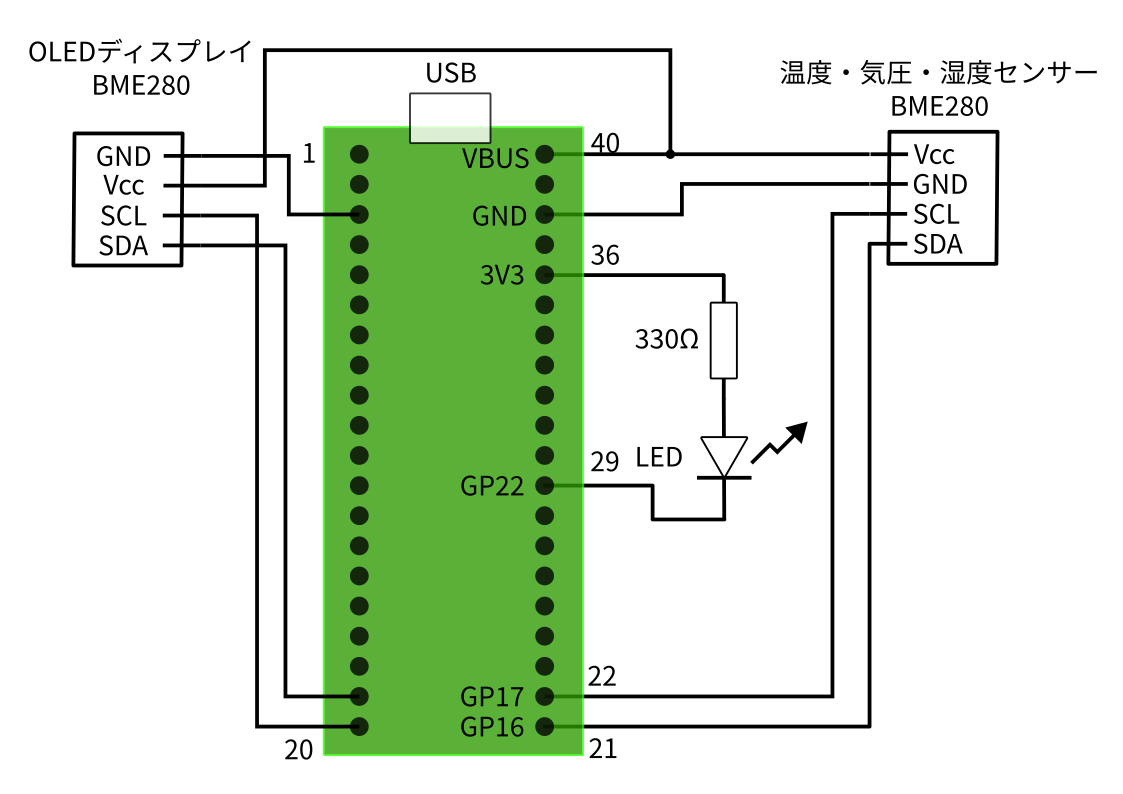 OLEDディスプレイ
BME280
GND
Vcc
SCL
SDA
USB
1
20
VBUS
GND
3V3
GP22
GP17
GP16
40
36
29
22
21
330Ω
LED
温度・気圧・湿度センサー
BME280
Vcc
GND
SCL
SDA